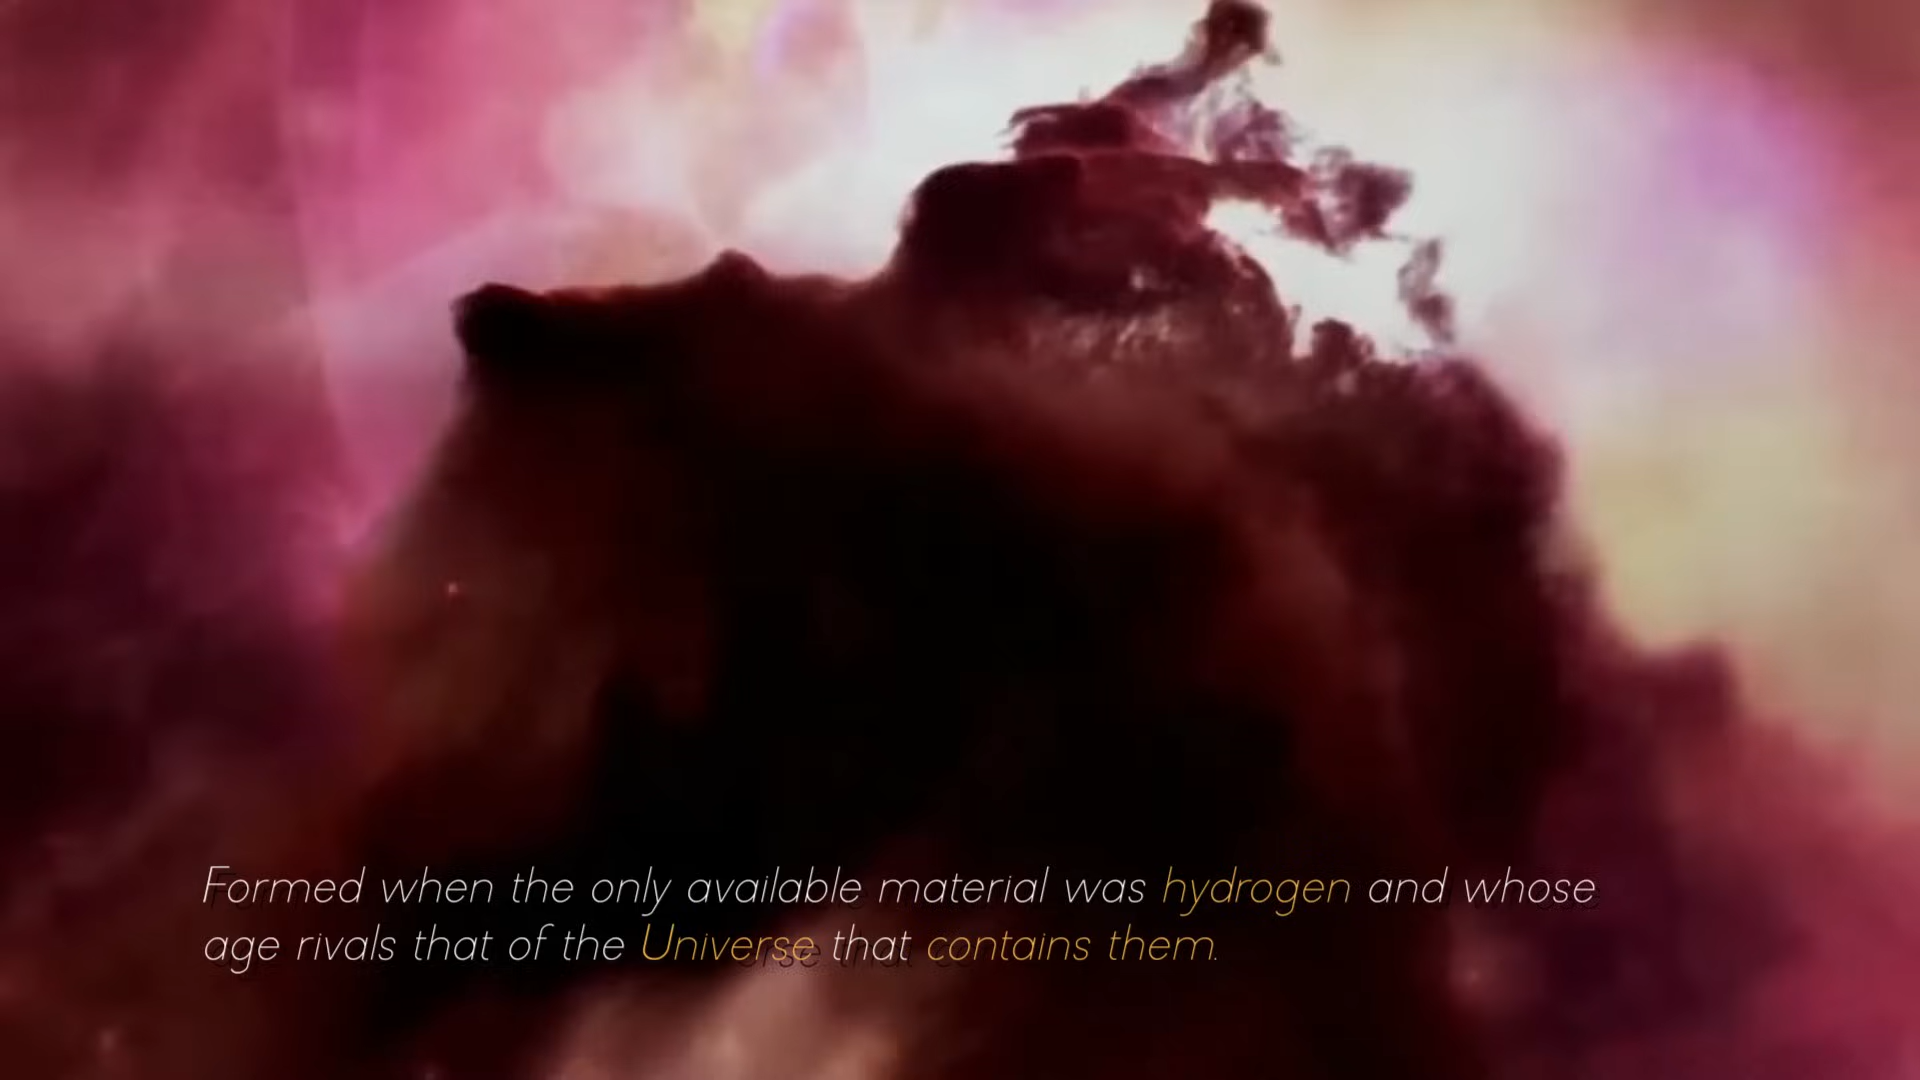 Formed when the only available material was hydrogen and whose
age rivals that of the Universe that contains them.